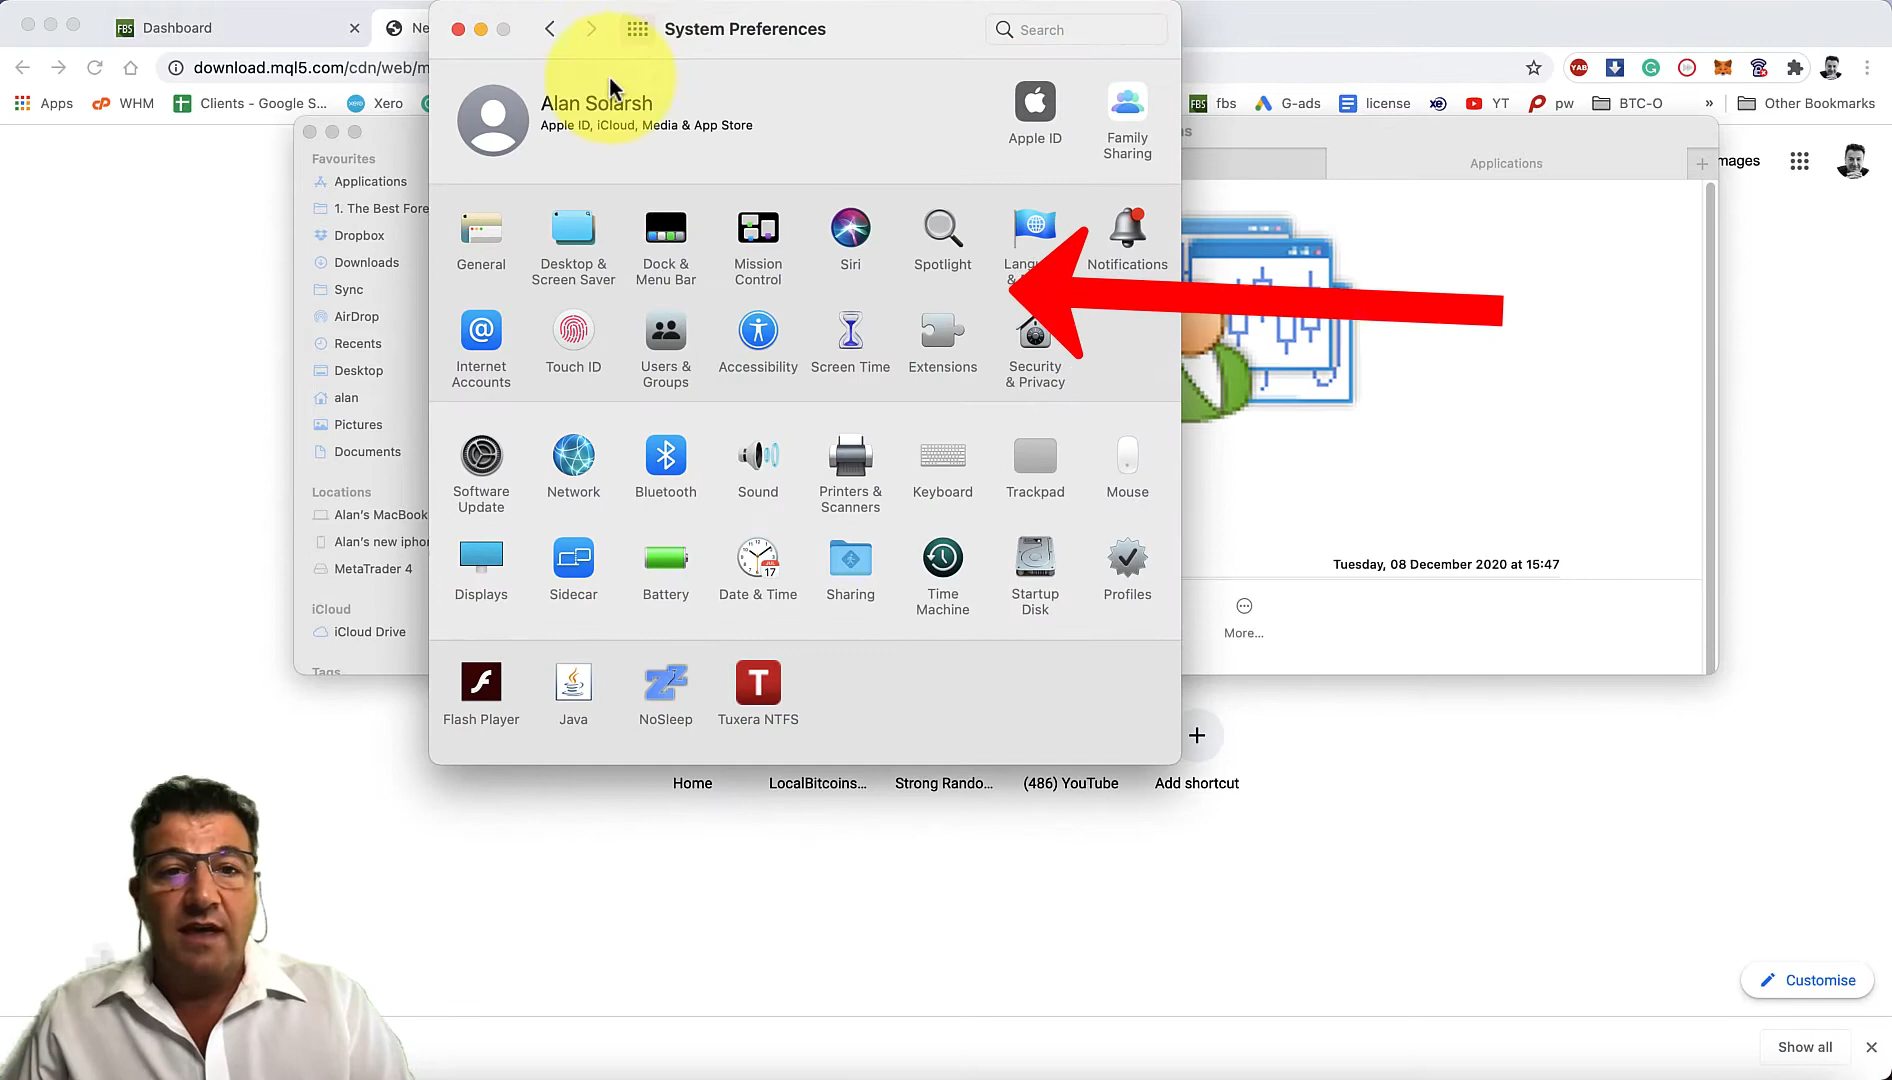 Dashboard
Ne
System Preferences
Search
download.mql5.com/cdn/web/m
Apps
WHM
Clients - Google S...
Xero
fbs
G-ads
license
YT
pw
BTC-O
»
Other Bookmarks
Alan Solarsh
Apple ID, iCloud, Media & App Store
Apple ID
Family
Sharing
Favourites
Applications
1. The Best Fore
Dropbox
Downloads
Sync
AirDrop
Recents
Desktop
alan
Pictures
Documents
Locations
Alan's MacBook
Alan's new iphon
MetaTrader 4
iCloud
iCloud Drive
Tags
General
Desktop &
Screen Saver
Dock &
Menu Bar
Mission
Control
Siri
Spotlight
Notifications
Internet
Accounts
Touch ID
Users &
Groups
Accessibility
Screen Time
Extensions
Security
& Privacy
Software
Update
Network
Bluetooth
Sound
Printers &
Scanners
Keyboard
Trackpad
Mouse
Displays
Sidecar
Battery
Date & Time
Sharing
Time
Machine
Startup
Disk
Profiles
Flash Player
Java
NoSleep
Tuxera NTFS
Applications
mages
Tuesday, 08 December 2020 at 15:47
More...
Home
LocalBitcoins...
Strong Rando...
(486) YouTube
Add shortcut
Customise
Show all